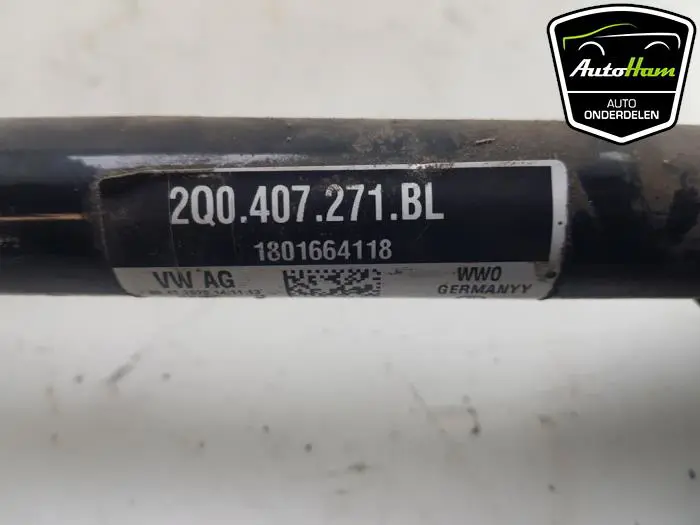 AutoHam
AUTO
ONDERDELEN
2Q0.407.271.BL
1801664118
VW AG
WWO
GERMANYY